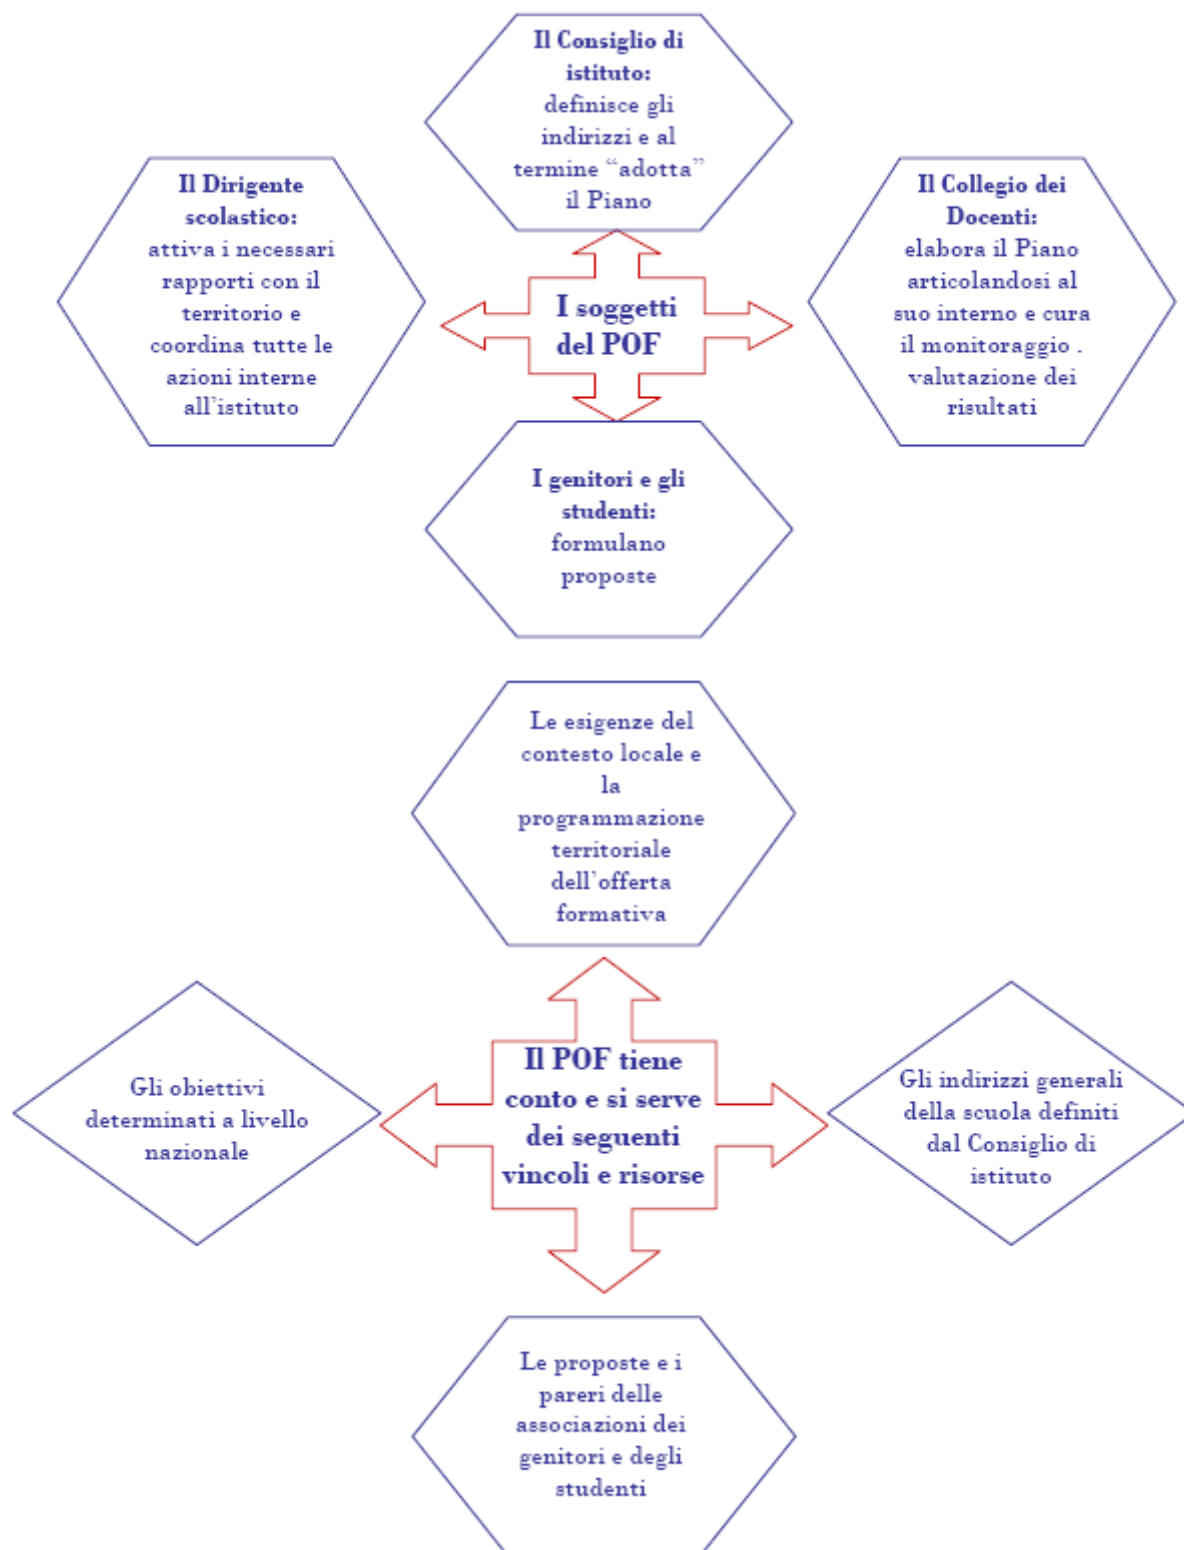 Il Consiglio di
istituto:
definisce gli
indirizzi e al
termine “adotta”
il Piano
Il Dirigente
scolastico:
attiva i necessari
rapporti con il
territorio e
coordina tutte le
azioni interne
all’istituto
I soggetti
del POF
Il Collegio dei
Docenti:
elabora il Piano
articolandosi al
suo interno e cura
il monitoraggio .
valutazione dei
risultati
I genitori e gli
studenti:
formulano
proposte
Le esigenze del
contesto locale e
la
programmazione
territoriale
dell’offerta
formativa
Gli obiettivi
determinati a livello
nazionale
Il POF tiene
conto e si serve
dei seguenti
vincoli e risorse
Gli indirizzi generali
della scuola definiti
dal Consiglio di
istituto
Le proposte e i
pareri delle
associazioni dei
genitori e degli
studenti